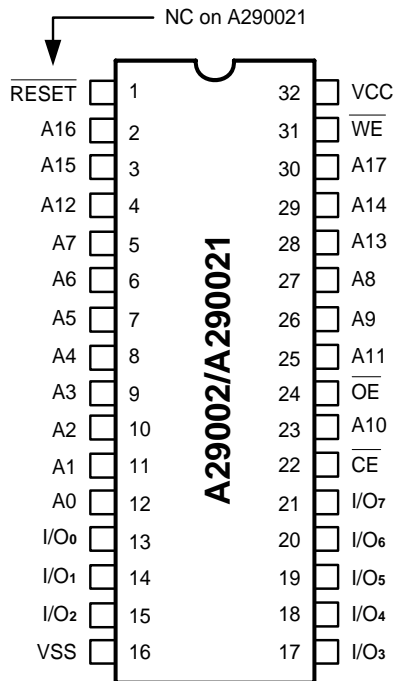 NC on A290021
RESET 1 32 VCC
A16 2 31 WE
A15 3 30 A17
A12 4 29 A14
A7 5 28 A13
A6 6 27 A8
A5 7 26 A9
A4 8 25 A11
A3 9 24 OE
A2 10 23 A10
A1 11 22 CE
A0 12 21 I/O7
I/O0 13 20 I/O6
I/O1 14 19 I/O5
I/O2 15 18 I/O4
VSS 16 17 I/O3
A29002/A290021